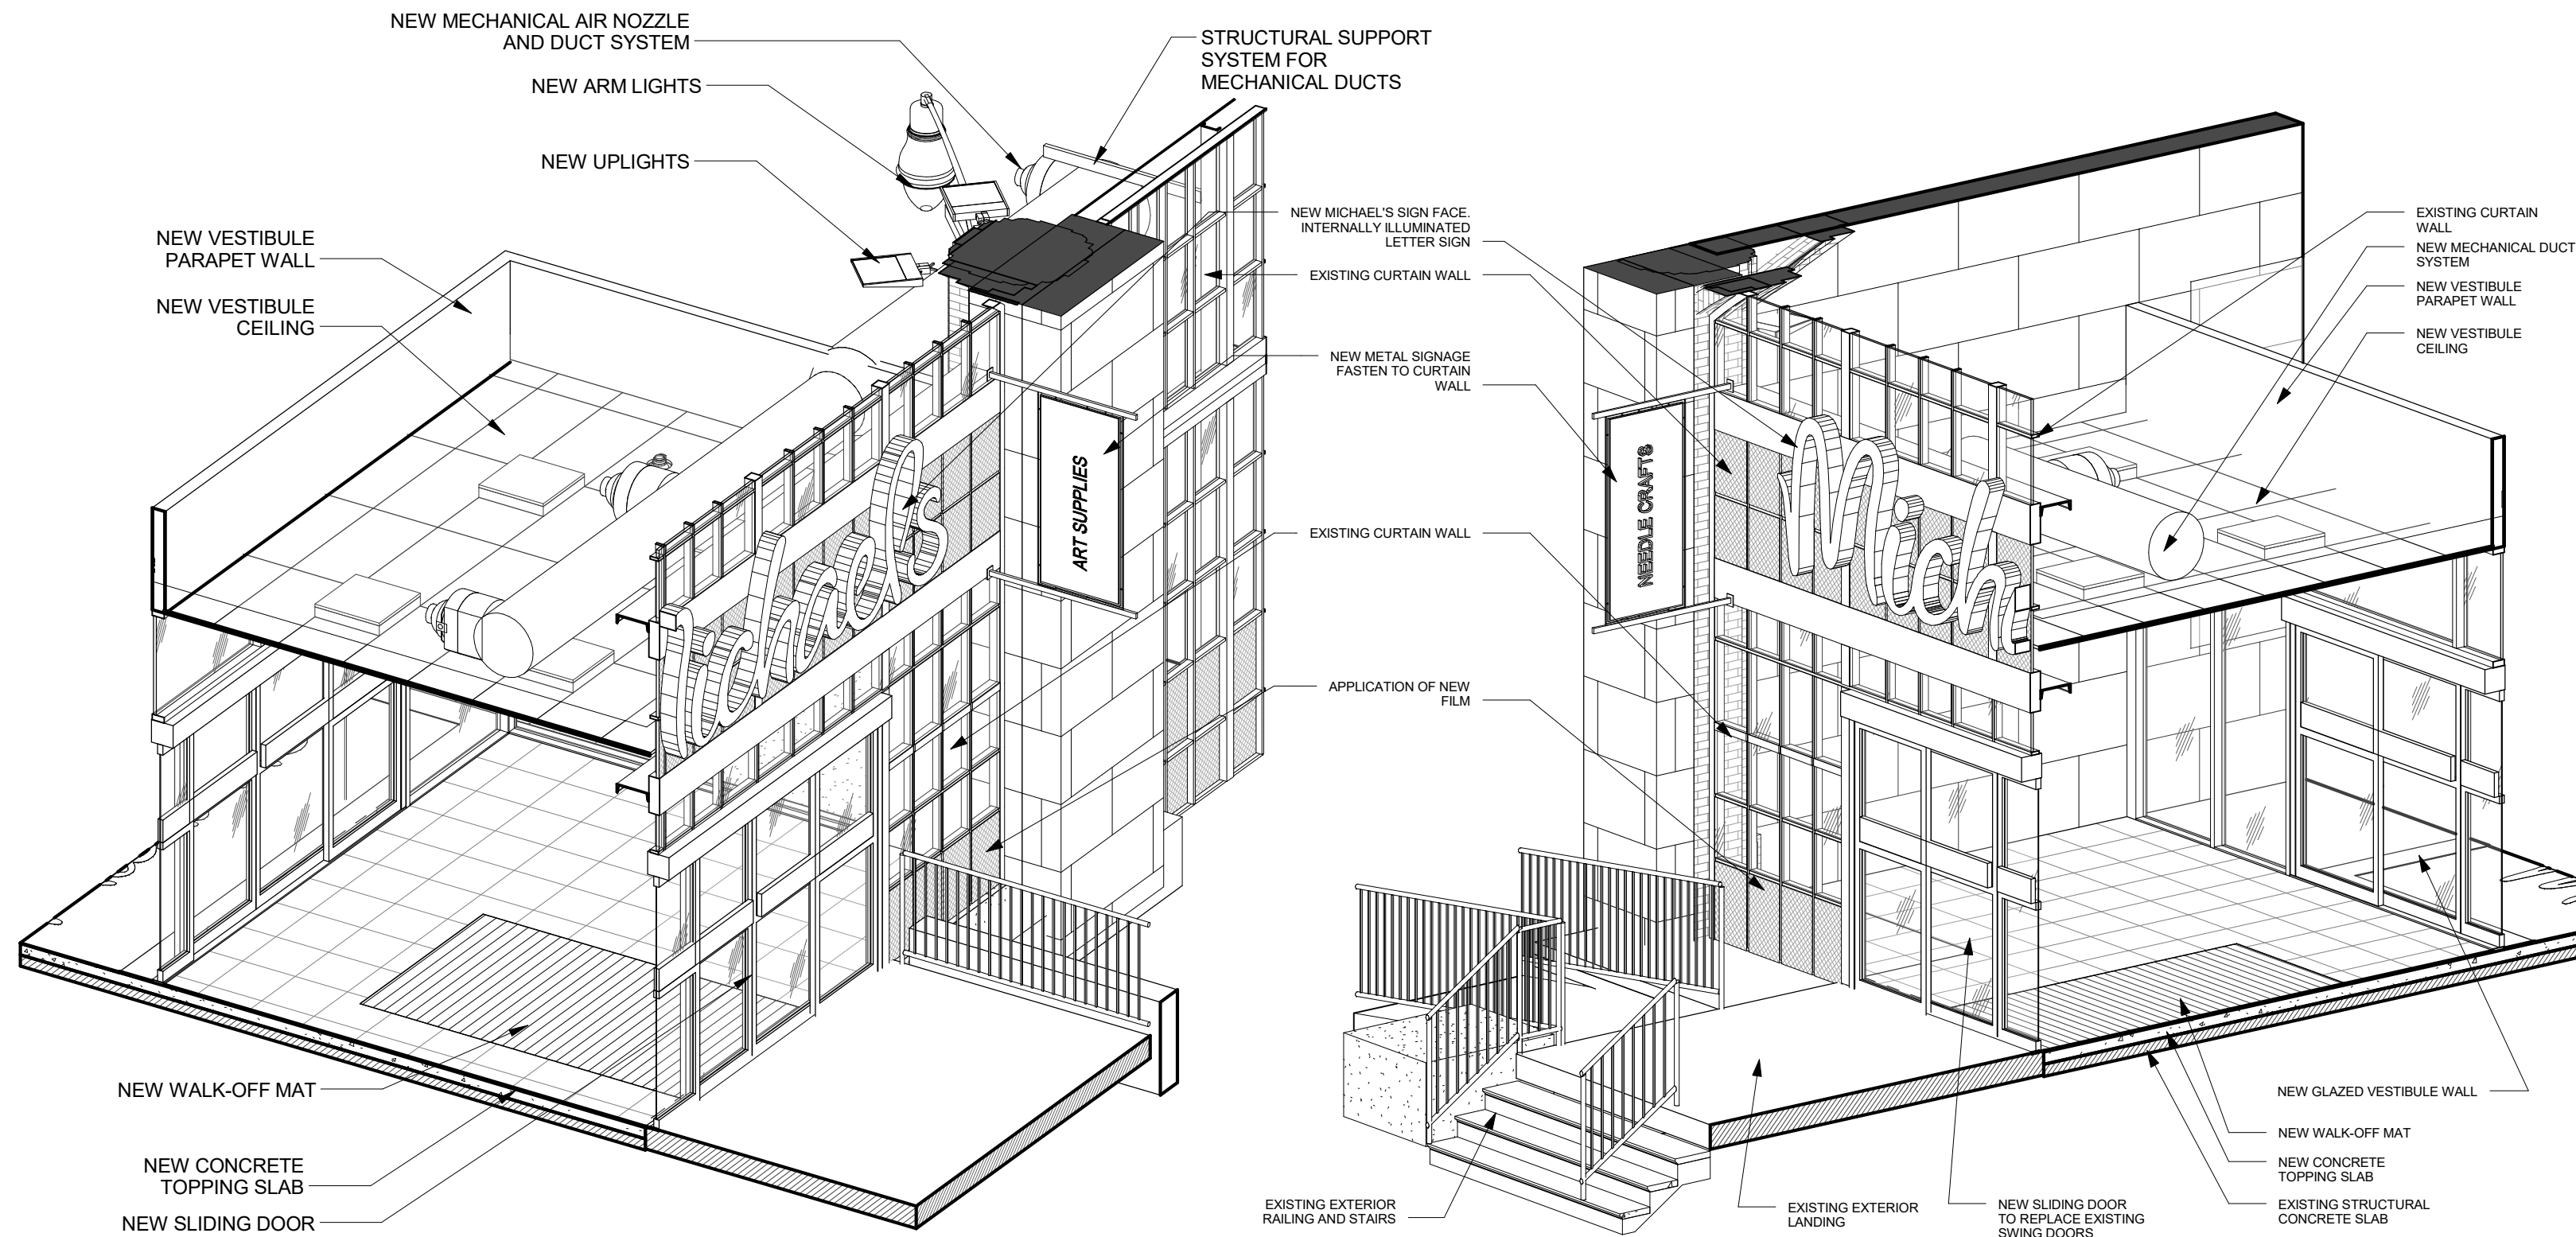 NEW MECHANICAL AIR NOZZLE
AND DUCT SYSTEM
NEW ARM LIGHTS
NEW UPLIGHTS
NEW VESTIBULE
PARAPET WALL
NEW VESTIBULE
CEILING
STRUCTURAL SUPPORT
SYSTEM FOR
MECHANICAL DUCTS
ichaels
ART SUPPLIES
NEW WALK-OFF MAT
NEW CONCRETE
TOPPING SLAB
NEW SLIDING DOOR
NEW MICHAEL'S SIGN FACE.
INTERNALLY ILLUMINATED
LETTER SIGN
EXISTING CURTAIN WALL
NEW METAL SIGNAGE
FASTEN TO CURTAIN
WALL
EXISTING CURTAIN WALL
APPLICATION OF NEW
FILM
NEEDLE CRAFTS
Micha
EXISTING CURTAIN
WALL
NEW MECHANICAL DUCT
SYSTEM
NEW VESTIBULE
PARAPET WALL
NEW VESTIBULE
CEILING
EXISTING EXTERIOR
RAILING AND STAIRS
EXISTING EXTERIOR
LANDING
NEW SLIDING DOOR
TO REPLACE EXISTING
SWING DOORS
NEW GLAZED VESTIBULE WALL
NEW WALK-OFF MAT
NEW CONCRETE
TOPPING SLAB
EXISTING STRUCTURAL
CONCRETE SLAB